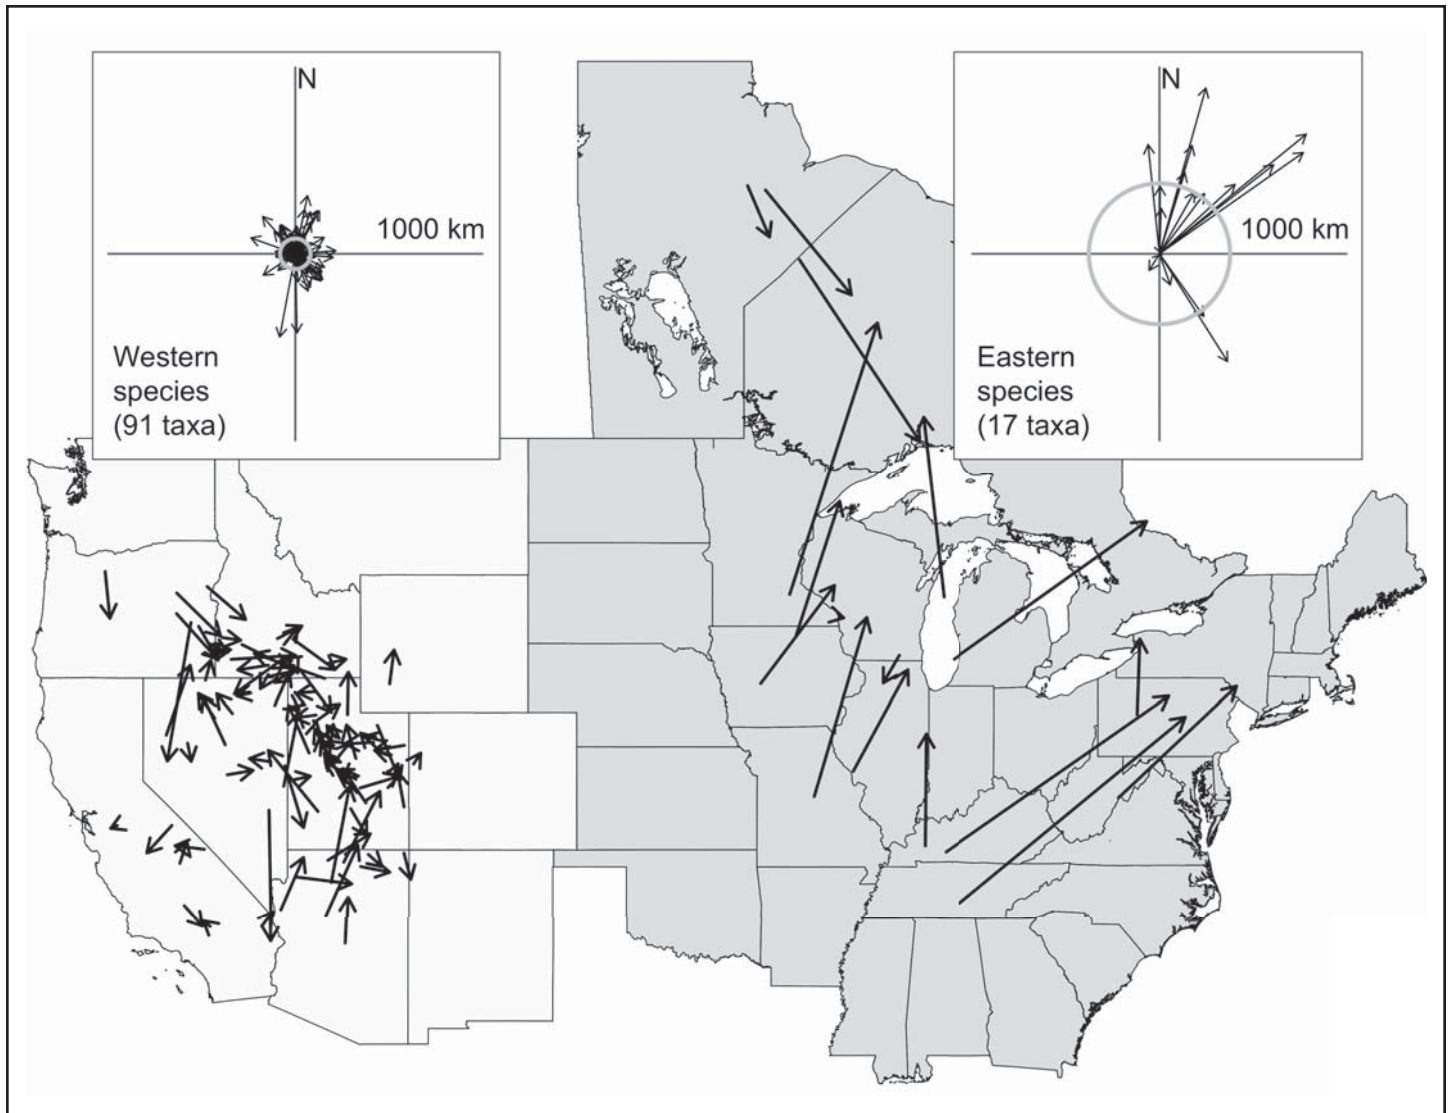 N
1000 km
Western
species
(91 taxa)
N
1000 km
Eastern
species
(17 taxa)